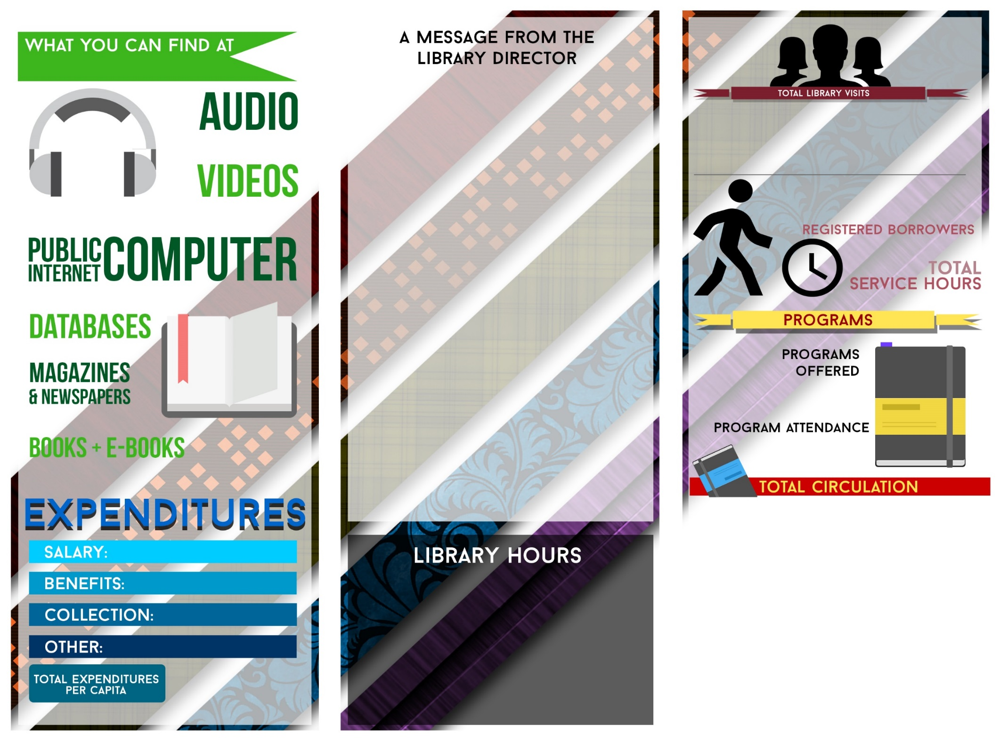 WHAT YOU CAN FIND AT
AUDIO
VIDEOS
PUBLIC
INTERNET
COMPUTER
DATABASES
MAGAZINES
& NEWSPAPERS
BOOKS + E-BOOKS
EXPENDITURES
SALARY:
BENEFITS:
COLLECTION:
OTHER:
TOTAL EXPENDITURES
PER CAPITA
A MESSAGE FROM THE
LIBRARY DIRECTOR
LIBRARY HOURS
TOTAL LIBRARY VISITS
REGISTERED BORROWERS
TOTAL
SERVICE HOURS
PROGRAMS
PROGRAMS
OFFERED
PROGRAM ATTENDANCE
TOTAL CIRCULATION